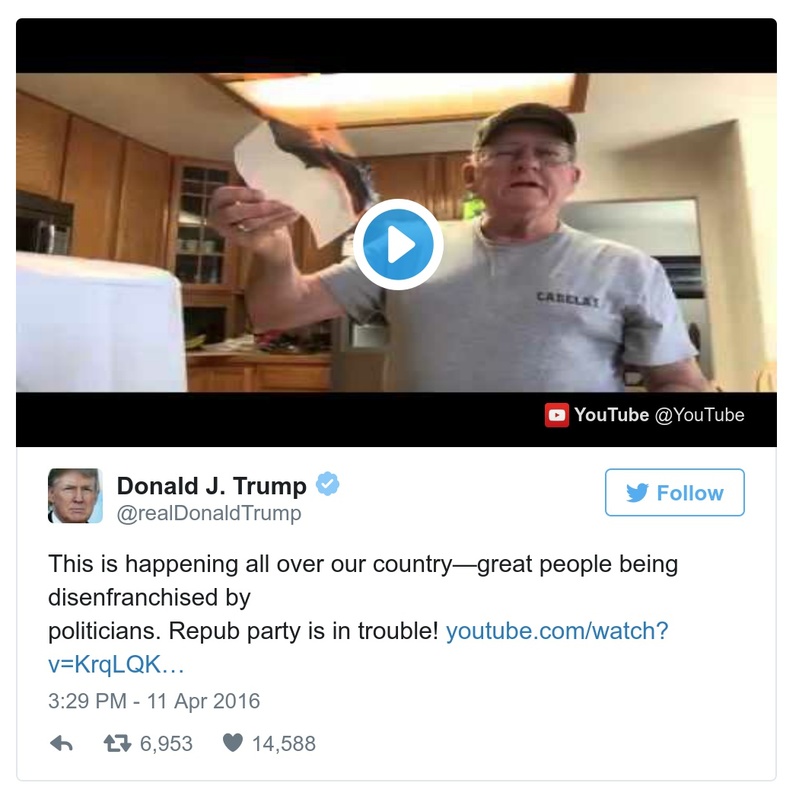 CABELA'S
YouTube @YouTube
Donald J. Trump
@realDonaldTrump
Follow
This is happening all over our country—great people being
disenfranchised by
politicians. Repub party is in trouble! youtube.com/watch?
v=KrqLQK…
3:29 PM - 11 Apr 2016
6,953 14,588